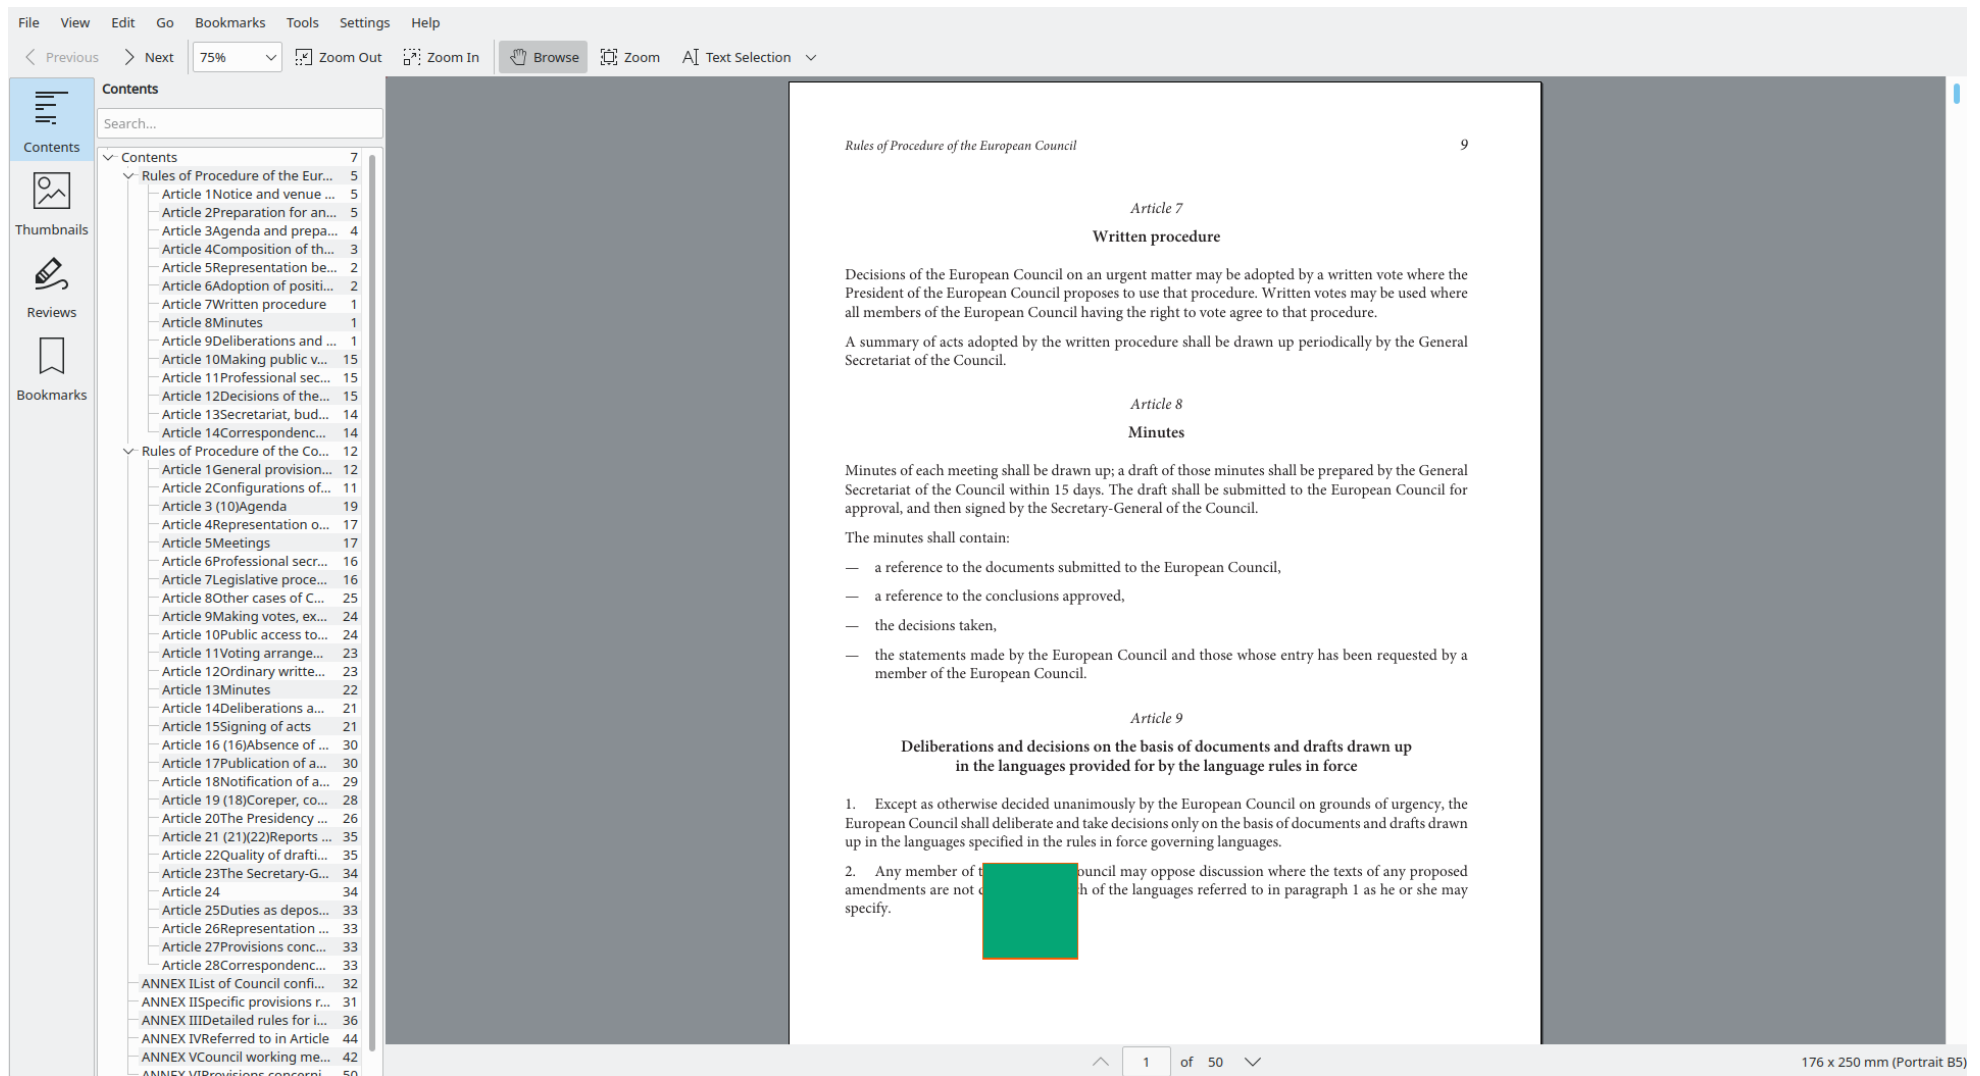 File View Edit Go Bookmarks Tools Settings Help
Previous Next 75% Zoom Out Zoom In Browse Zoom Text Selection
Contents
Thumbnails
Reviews
Bookmarks
Contents
Search...
Contents 7
Rules of Procedure of the Eur... 5
Article 1Notice and venue ... 5
Article 2Preparation for an... 5
Article 3Agenda and prepa... 4
Article 4Composition of th... 3
Article 5Representation be... 2
Article 6Adoption of positi... 2
Article 7Written procedure 1
Article 8Minutes 1
Article 9Deliberations and ... 1
Article 10Making public v... 15
Article 11Professional sec... 15
Article 12Decisions of the... 15
Article 13Secretariat, bud... 14
Article 14Correspondenc... 14
Rules of Procedure of the Co... 12
Article 1General provision... 12
Article 2Configurations of... 11
Article 3 (10)Agenda 19
Article 4Representation o... 17
Article 5Meetings 17
Article 6Professional secr... 16
Article 7Legislative proce... 16
Article 8Other cases of C... 25
Article 9Making votes, ex... 24
Article 10Public access to... 24
Article 11Voting arrange... 23
Article 12Ordinary writte... 23
Article 13Minutes 22
Article 14Deliberations a... 21
Article 15Signing of acts 21
Article 16 (16)Absence of ... 30
Article 17Publication of a... 30
Article 18Notification of a... 29
Article 19 (18)Coreper, co... 28
Article 20The Presidency ... 26
Article 21 (21)(22)Reports ... 35
Article 22Quality of drafti... 35
Article 23The Secretary-G... 34
Article 24 34
Article 25Duties as depos... 33
Article 26Representation ... 33
Article 27Provisions conc... 33
Article 28Correspondenc... 33
ANNEX IList of Council confi... 32
ANNEX IISpecific provisions r... 31
ANNEX IIIDetailed rules for i... 36
ANNEX IVReferred to in Article 44
ANNEX VCouncil working me... 42
ANNEX VIProvisions concerni... 50
Rules of Procedure of the European Council 9
Article 7
Written procedure
Decisions of the European Council on an urgent matter may be adopted by a written vote where the
President of the European Council proposes to use that procedure. Written votes may be used where
all members of the European Council having the right to vote agree to that procedure.
A summary of acts adopted by the written procedure shall be drawn up periodically by the General
Secretariat of the Council.
Article 8
Minutes
Minutes of each meeting shall be drawn up; a draft of those minutes shall be prepared by the General
Secretariat of the Council within 15 days. The draft shall be submitted to the European Council for
approval, and then signed by the Secretary-General of the Council.
The minutes shall contain:
— a reference to the documents submitted to the European Council,
— a reference to the conclusions approved,
— the decisions taken,
— the statements made by the European Council and those whose entry has been requested by a
member of the European Council.
Article 9
Deliberations and decisions on the basis of documents and drafts drawn up
in the languages provided for by the language rules in force
1. Except as otherwise decided unanimously by the European Council on grounds of urgency, the
European Council shall deliberate and take decisions only on the basis of documents and drafts drawn
up in the languages specified in the rules in force governing languages.
2. Any member of may oppose discussion where the texts of any proposed
amendments are not of the languages referred to in paragraph 1 as he or she may
specify.
1 of 50
176 x 250 mm (Portrait B5)